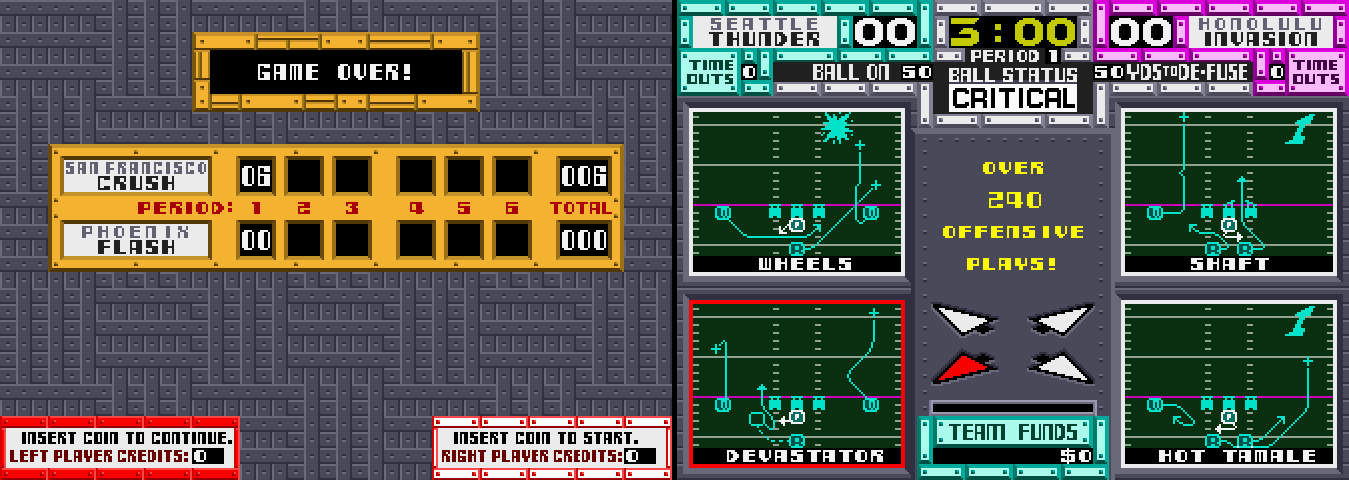 GAME OVER!
SAN FRANCISCO
CRUSH
06
006
PERIOD: 1 2 3 4 5 6 TOTAL
PHOENIX
FLASH
00
000
INSERT COIN TO CONTINUE.
LEFT PLAYER CREDITS: 0
INSERT COIN TO START.
RIGHT PLAYER CREDITS: 0
SEATTLE
THUNDER
00
3:00
00
HONOLULU
INVASION
PERIOD 1
TIME
OUTS
0
BALL ON 50
BALL STATUS
CRITICAL
50 YDS TO DE-FUSE
0
TIME
OUTS
WHEELS
OVER
240
OFFENSIVE
PLAYS!
SHAFT
DEVASTATOR
TEAM FUNDS
$0
HOT TAMALE